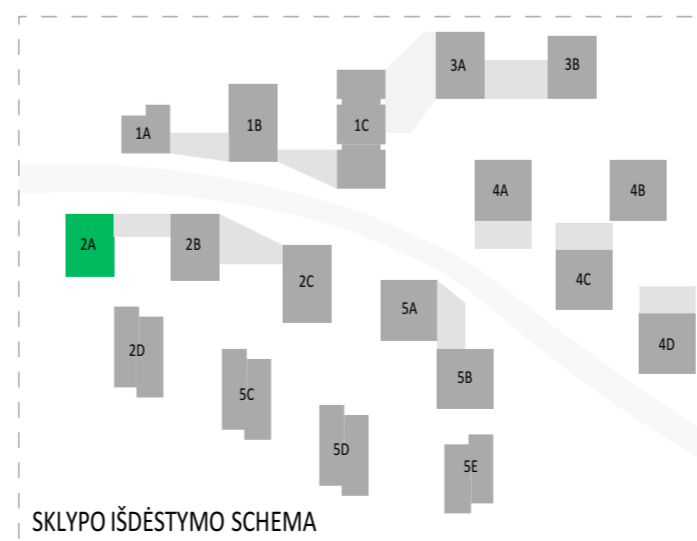 3A
3B
1B
1C
1A
4A
4B
2A
2B
4C
2C
5A
4D
2D
5B
5C
5D
5E
SKLYPO IŠDĖSTYMO SCHEMA